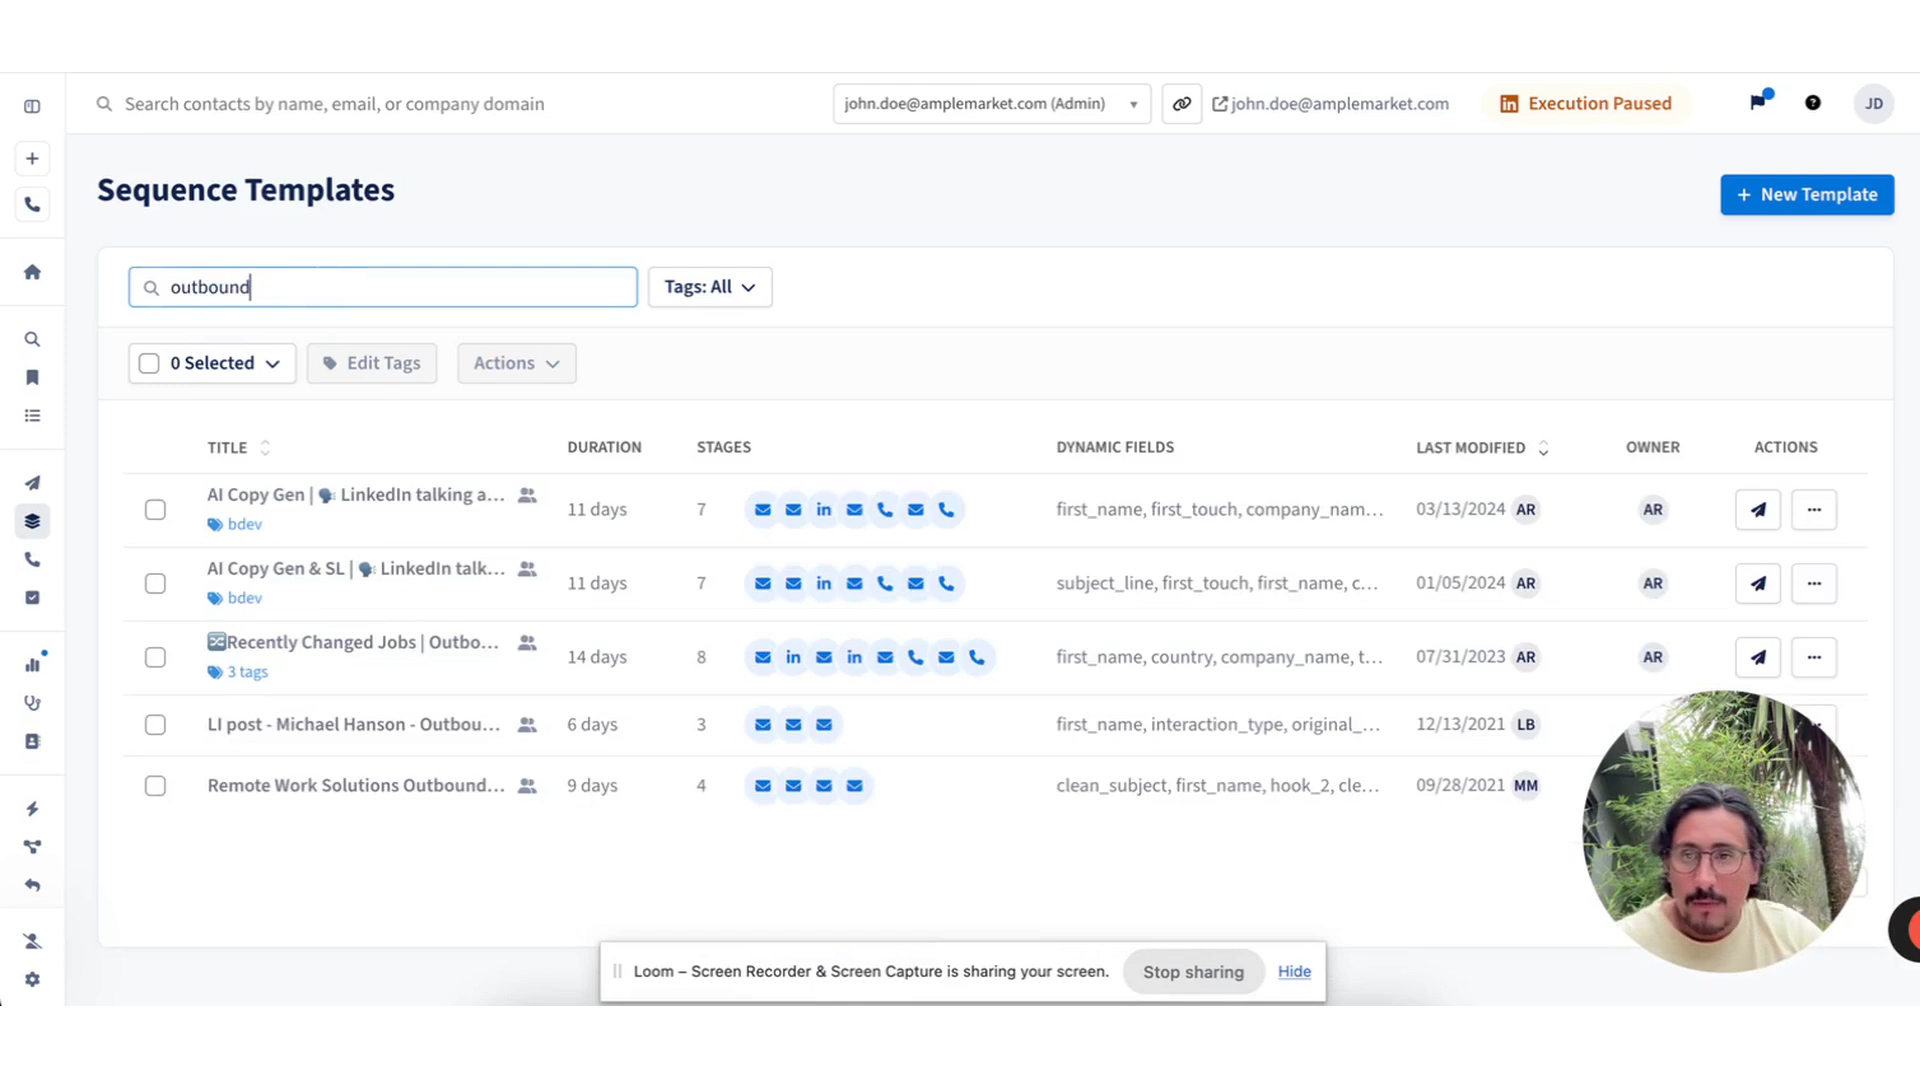 Search contacts by name, email, or company domain
john.doe@amplemarket.com (Admin)
john.doe@amplemarket.com
Execution Paused
JD
Sequence Templates
+ New Template
outbound
Tags: All
0 Selected
Edit Tags
Actions
TITLE DURATION STAGES DYNAMIC FIELDS LAST MODIFIED OWNER ACTIONS
AI Copy Gen | 🗣 LinkedIn talking a... 11 days 7 in first_name, first_touch, company_nam... 03/13/2024 AR AR ...
bdev
AI Copy Gen & SL | 🗣 LinkedIn talk... 11 days 7 in subject_line, first_touch, first_name, c... 01/05/2024 AR AR ...
bdev
🔀Recently Changed Jobs | Outbo... 14 days 8 in in first_name, country, company_name, t... 07/31/2023 AR AR ...
3 tags
LI post - Michael Hanson - Outbou... 6 days 3 first_name, interaction_type, original_... 12/13/2021 LB
Remote Work Solutions Outbound... 9 days 4 clean_subject, first_name, hook_2, cle... 09/28/2021 MM
Loom – Screen Recorder & Screen Capture is sharing your screen.
Stop sharing
Hide